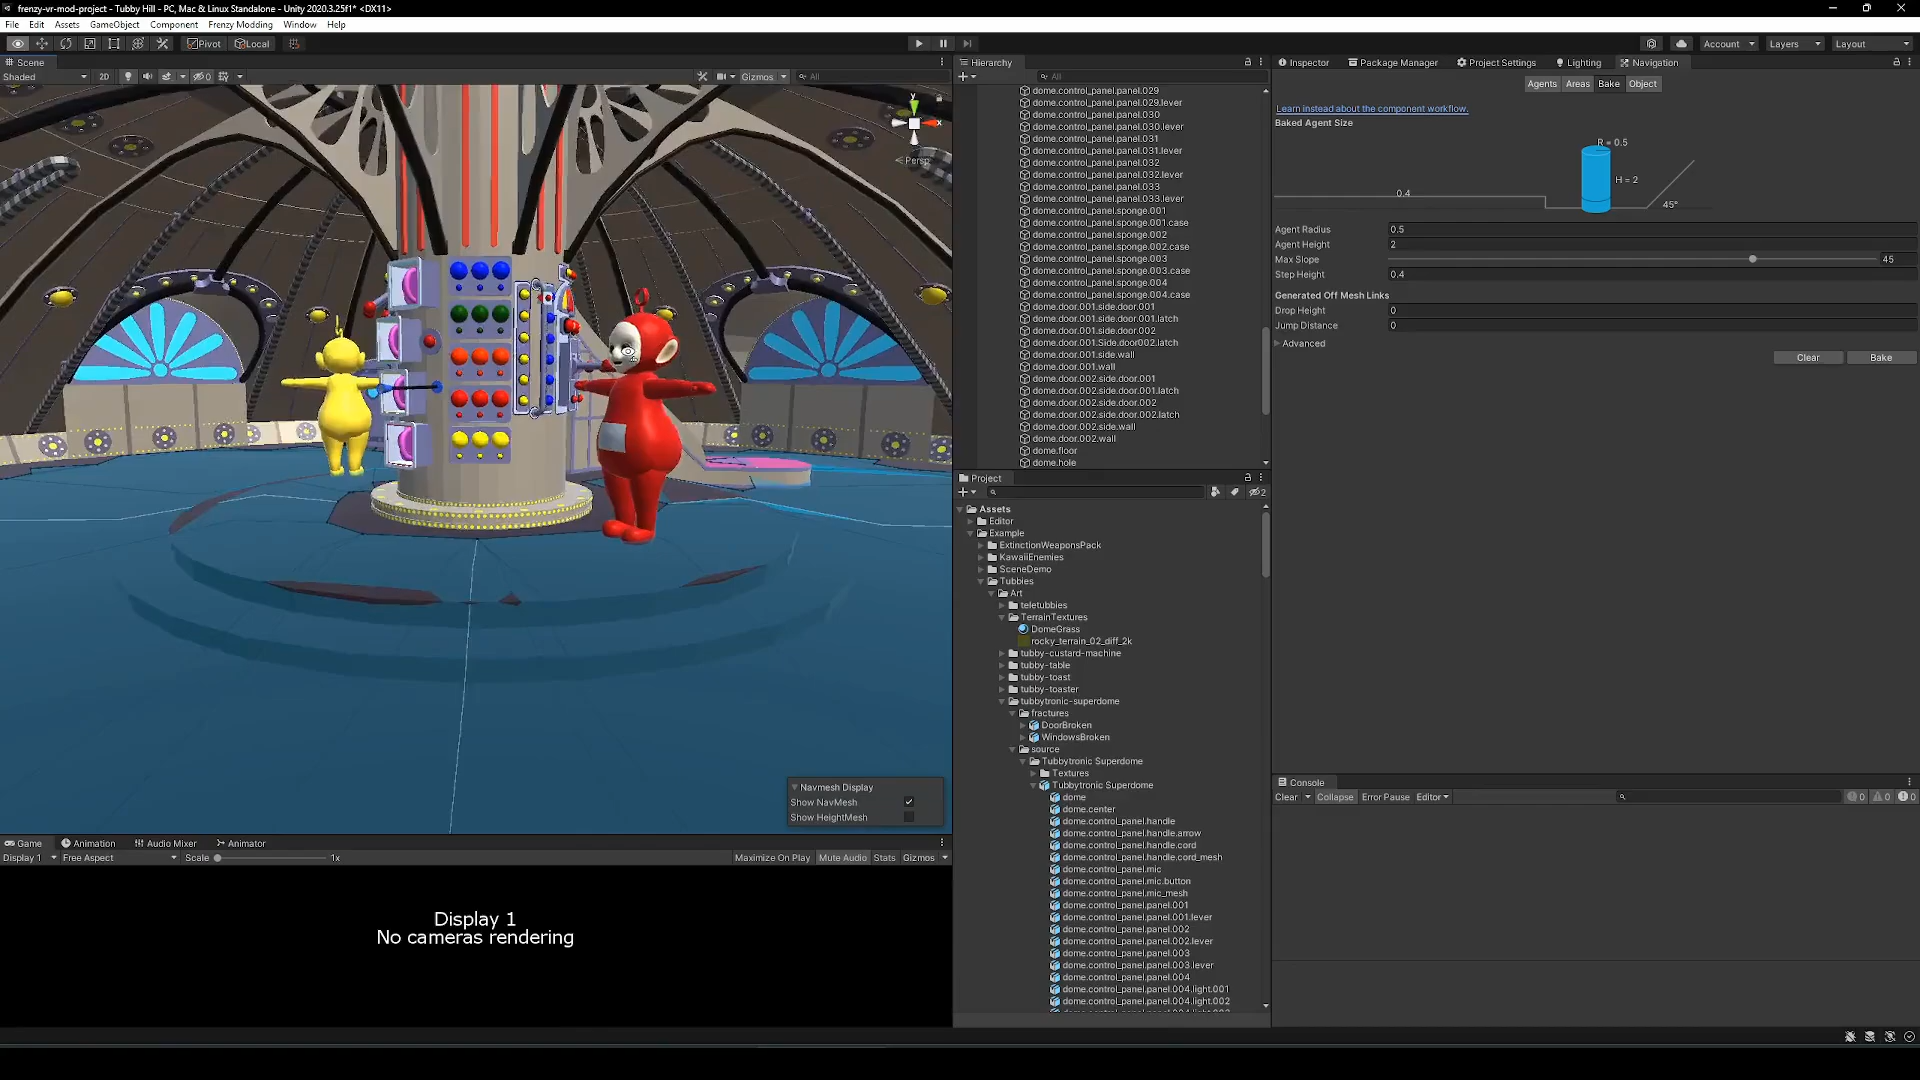 frenzy-vr-mod-project - Tubby Hill - PC, Mac & Linux Standalone - Unity 2020.3.25f1* <DX11>
File Edit Assets GameObject Component Frenzy Modding Window Help
Pivot Local
Account Layers Layout
Scene
Shaded 2D 0 Gizmos All
y
x
Persp
Navmesh Display
Show NavMesh
Show HeightMesh
Game Animation Audio Mixer Animator
Display 1 Free Aspect Scale 1x Maximize On Play Mute Audio Stats Gizmos
Display 1
No cameras rendering
Hierarchy
All
dome.control_panel.panel.029
dome.control_panel.panel.029.lever
dome.control_panel.panel.030
dome.control_panel.panel.030.lever
dome.control_panel.panel.031
dome.control_panel.panel.031.lever
dome.control_panel.panel.032
dome.control_panel.panel.032.lever
dome.control_panel.panel.033
dome.control_panel.panel.033.lever
dome.control_panel.sponge.001
dome.control_panel.sponge.001.case
dome.control_panel.sponge.002
dome.control_panel.sponge.002.case
dome.control_panel.sponge.003
dome.control_panel.sponge.003.case
dome.control_panel.sponge.004
dome.control_panel.sponge.004.case
dome.door.001.side.door.001
dome.door.001.side.door.001.latch
dome.door.001.side.door.002
dome.door.001.Side.door002.latch
dome.door.001.side.wall
dome.door.001.wall
dome.door.002.side.door.001
dome.door.002.side.door.001.latch
dome.door.002.side.door.002
dome.door.002.side.door.002.latch
dome.door.002.side.wall
dome.door.002.wall
dome.floor
dome.hole
Project
2
Assets
Editor
Example
ExtinctionWeaponsPack
KawaiiEnemies
SceneDemo
Tubbies
Art
teletubbies
TerrainTextures
DomeGrass
rocky_terrain_02_diff_2k
tubby-custard-machine
tubby-table
tubby-toast
tubby-toaster
tubbytronic-superdome
fractures
DoorBroken
WindowsBroken
source
Tubbytronic Superdome
Textures
Tubbytronic Superdome
dome
dome.center
dome.control_panel.handle
dome.control_panel.handle.arrow
dome.control_panel.handle.cord
dome.control_panel.handle.cord_mesh
dome.control_panel.mic
dome.control_panel.mic.button
dome.control_panel.mic_mesh
dome.control_panel.panel.001
dome.control_panel.panel.001.lever
dome.control_panel.panel.002
dome.control_panel.panel.002.lever
dome.control_panel.panel.003
dome.control_panel.panel.003.lever
dome.control_panel.panel.004
dome.control_panel.panel.004.light.001
dome.control_panel.panel.004.light.002
Inspector Package Manager Project Settings Lighting Navigation
Agents Areas Bake Object
Learn instead about the component workflow.
Baked Agent Size
R = 0.5
H = 2
0.4
45°
Agent Radius 0.5
Agent Height 2
Max Slope 45
Step Height 0.4
Generated Off Mesh Links
Drop Height 0
Jump Distance 0
Advanced
Clear Bake
Console
Clear Collapse Error Pause Editor 0 0 0